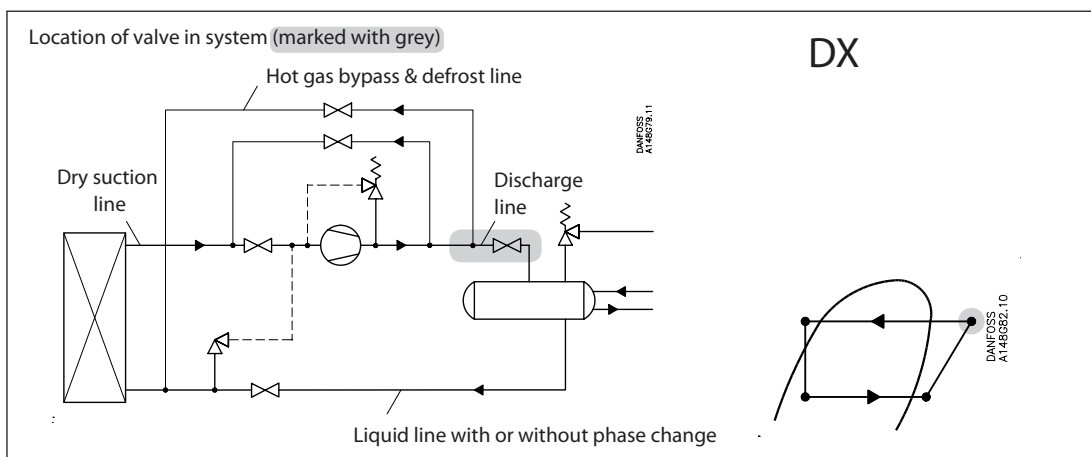 Location of valve in system (marked with grey)
DX
Hot gas bypass & defrost line
DANFOSS
A148G79.11
Dry suction
line
Discharge
line
DANFOSS
A148G82.10
Liquid line with or without phase change